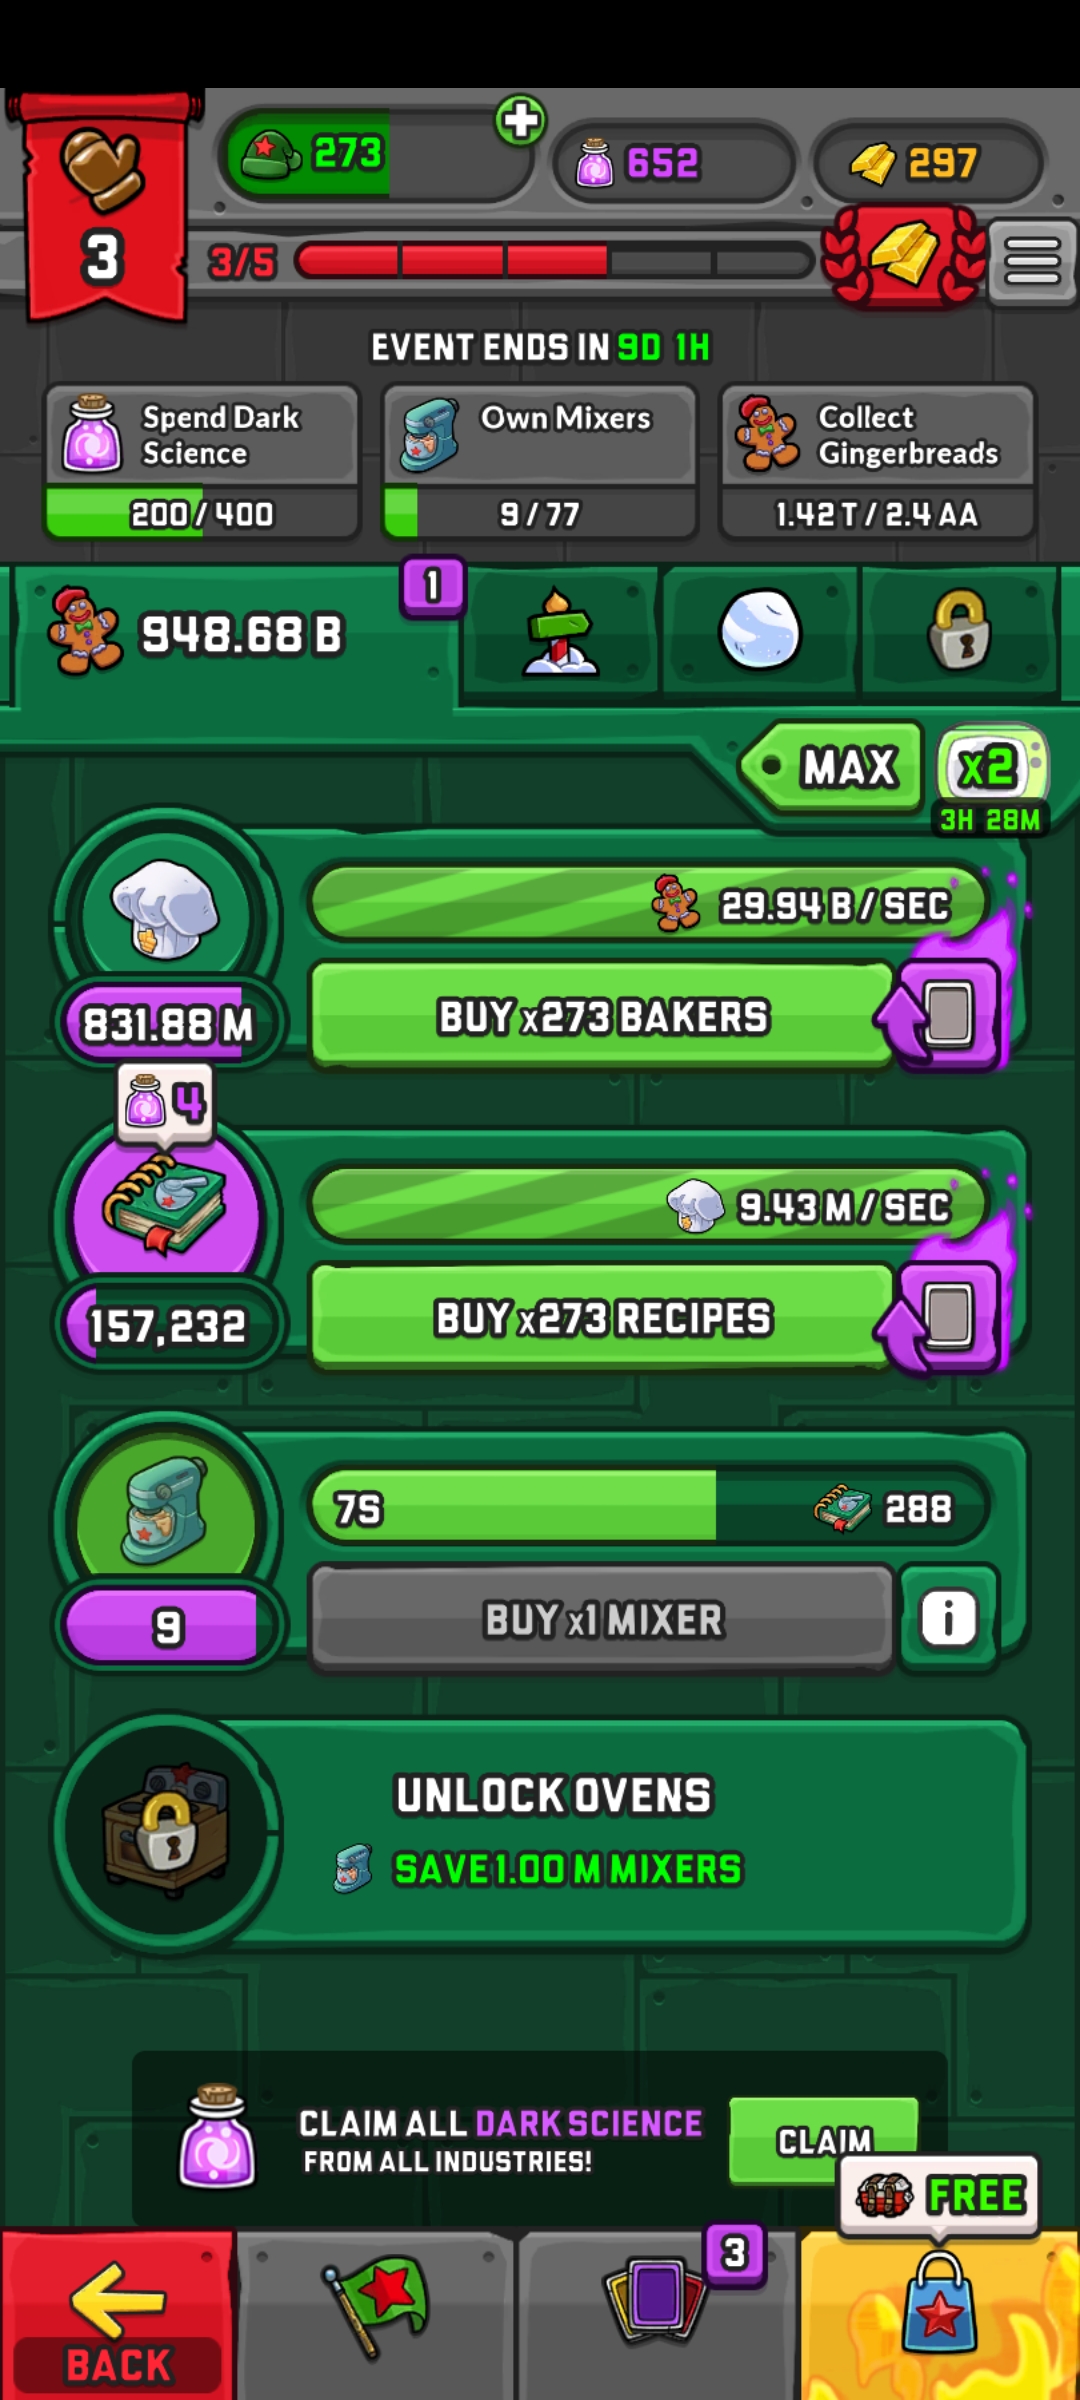 273
652
297
3
3/5
EVENT ENDS IN 9D 1H
Spend Dark
Science
200/400
Own Mixers
9/77
Collect
Gingerbreads
1.42 T / 2.4 AA
948.68 B
1
MAX
x2
3H 28M
29.94 B / SEC
831.88 M
BUY x273 BAKERS
4
9.43 M / SEC
157,232
BUY x273 RECIPES
7S
288
9
BUY x1 MIXER
i
UNLOCK OVENS
SAVE 1.00 M MIXERS
CLAIM ALL DARK SCIENCE
FROM ALL INDUSTRIES!
CLAIM
FREE
3
BACK